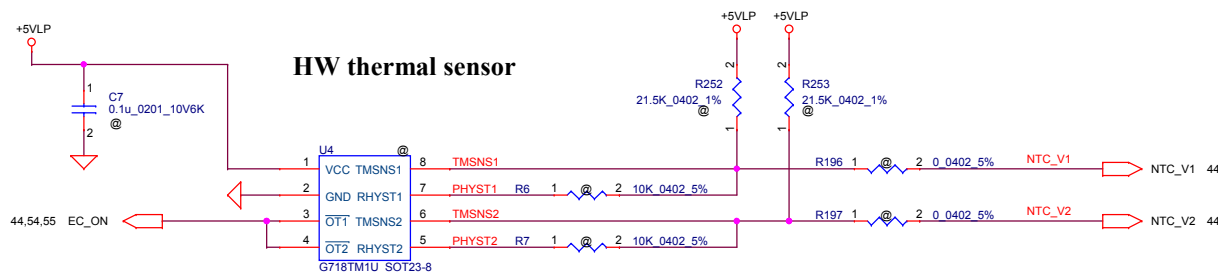 +5VLP
+5VLP
+5VLP
HW thermal sensor
1
C7
0.1u_0201_10V6K
2
@
2
R252
21.5K_0402_1%
@
1
2
R253
21.5K_0402_1%
@
1
U4
@
1 VCC TMSNS1 8 TMSNS1
R196 1 @ 2 0_0402_5% NTC_V1 NTC_V1 44
2 GND RHYST1 7 PHYST1 R6 1 @ 2 10K_0402_5%
44,54,55 EC_ON
3 OT1 TMSNS2 6 TMSNS2
R197 1 @ 2 0_0402_5% NTC_V2 NTC_V2 44
4 OT2 RHYST2 5 PHYST2 R7 1 @ 2 10K_0402_5%
G718TM1U_SOT23-8